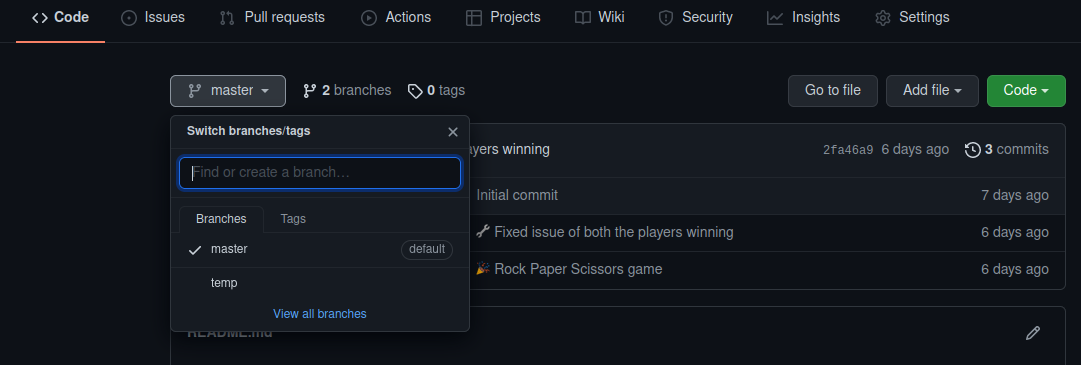 Code Issues Pull requests Actions Projects Wiki Security Insights Settings
master 2 branches 0 tags Go to file Add file Code
Switch branches/tags
winning 2fa46a9 6 days ago 3 commits
Find or create a branch…
Initial commit 7 days ago
Branches Tags
Fixed issue of both the players winning 6 days ago
master default
Rock Paper Scissors game 6 days ago
temp
View all branches
README.md